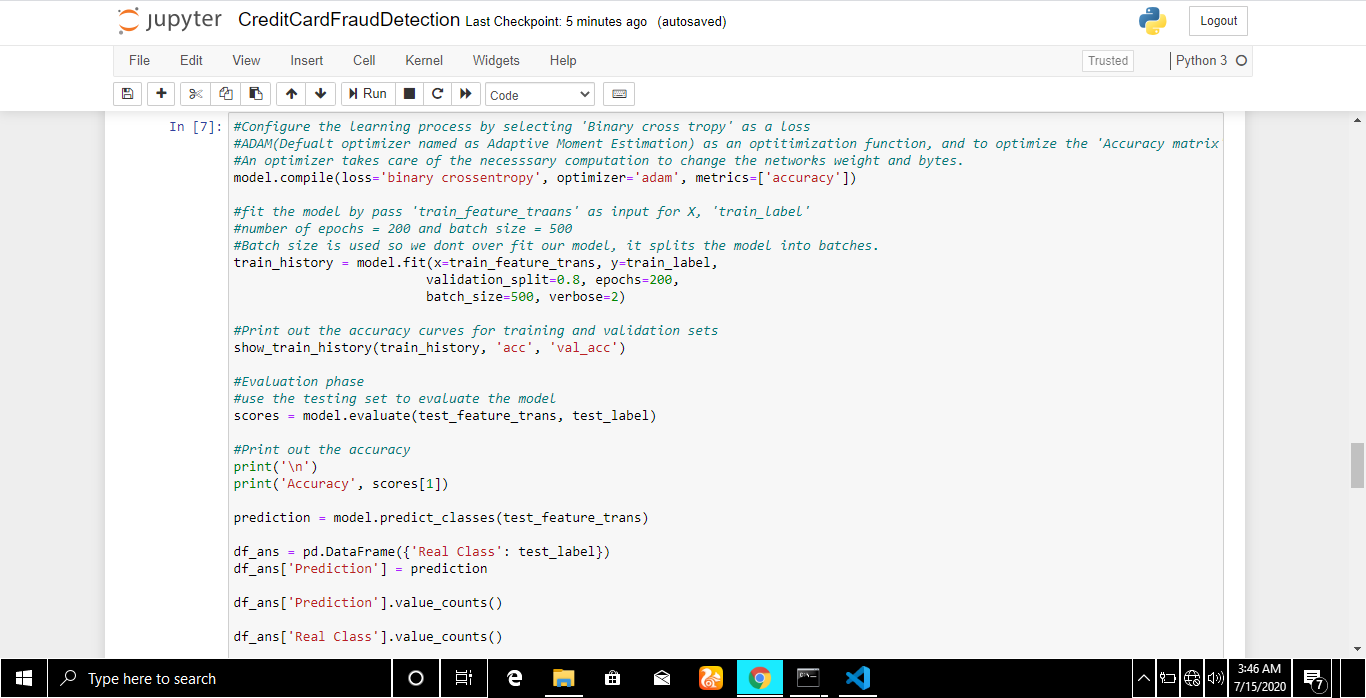 jupyter CreditCardFraudDetection Last Checkpoint: 5 minutes ago (autosaved)
Logout
File Edit View Insert Cell Kernel Widgets Help
Trusted
Python 3
Run
Code
In [7]:
#Configure the learning process by selecting 'Binary cross tropy' as a loss
#ADAM(Defualt optimizer named as Adaptive Moment Estimation) as an optitimization function, and to optimize the 'Accuracy matrix
#An optimizer takes care of the necesssary computation to change the networks weight and bytes.
model.compile(loss='binary crossentropy', optimizer='adam', metrics=['accuracy'])
#fit the model by pass 'train_feature_traans' as input for X, 'train_label'
#number of epochs = 200 and batch size = 500
#Batch size is used so we dont over fit our model, it splits the model into batches.
train_history = model.fit(x=train_feature_trans, y=train_label,
validation_split=0.8, epochs=200,
batch_size=500, verbose=2)
#Print out the accuracy curves for training and validation sets
show_train_history(train_history, 'acc', 'val_acc')
#Evaluation phase
#use the testing set to evaluate the model
scores = model.evaluate(test_feature_trans, test_label)
#Print out the accuracy
print('\n')
print('Accuracy', scores[1])
prediction = model.predict_classes(test_feature_trans)
df_ans = pd.DataFrame({'Real Class': test_label})
df_ans['Prediction'] = prediction
df_ans['Prediction'].value_counts()
df_ans['Real Class'].value_counts()
Type here to search
3:46 AM
7/15/2020
7